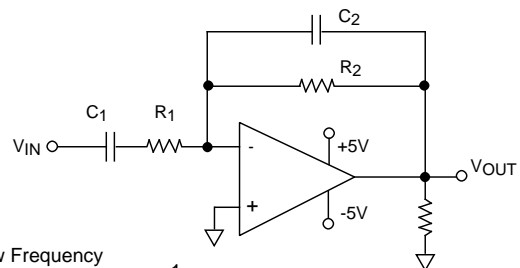 C2
R2
C1
R1
VIN
-
+5V
VOUT
+
-5V
Frequency